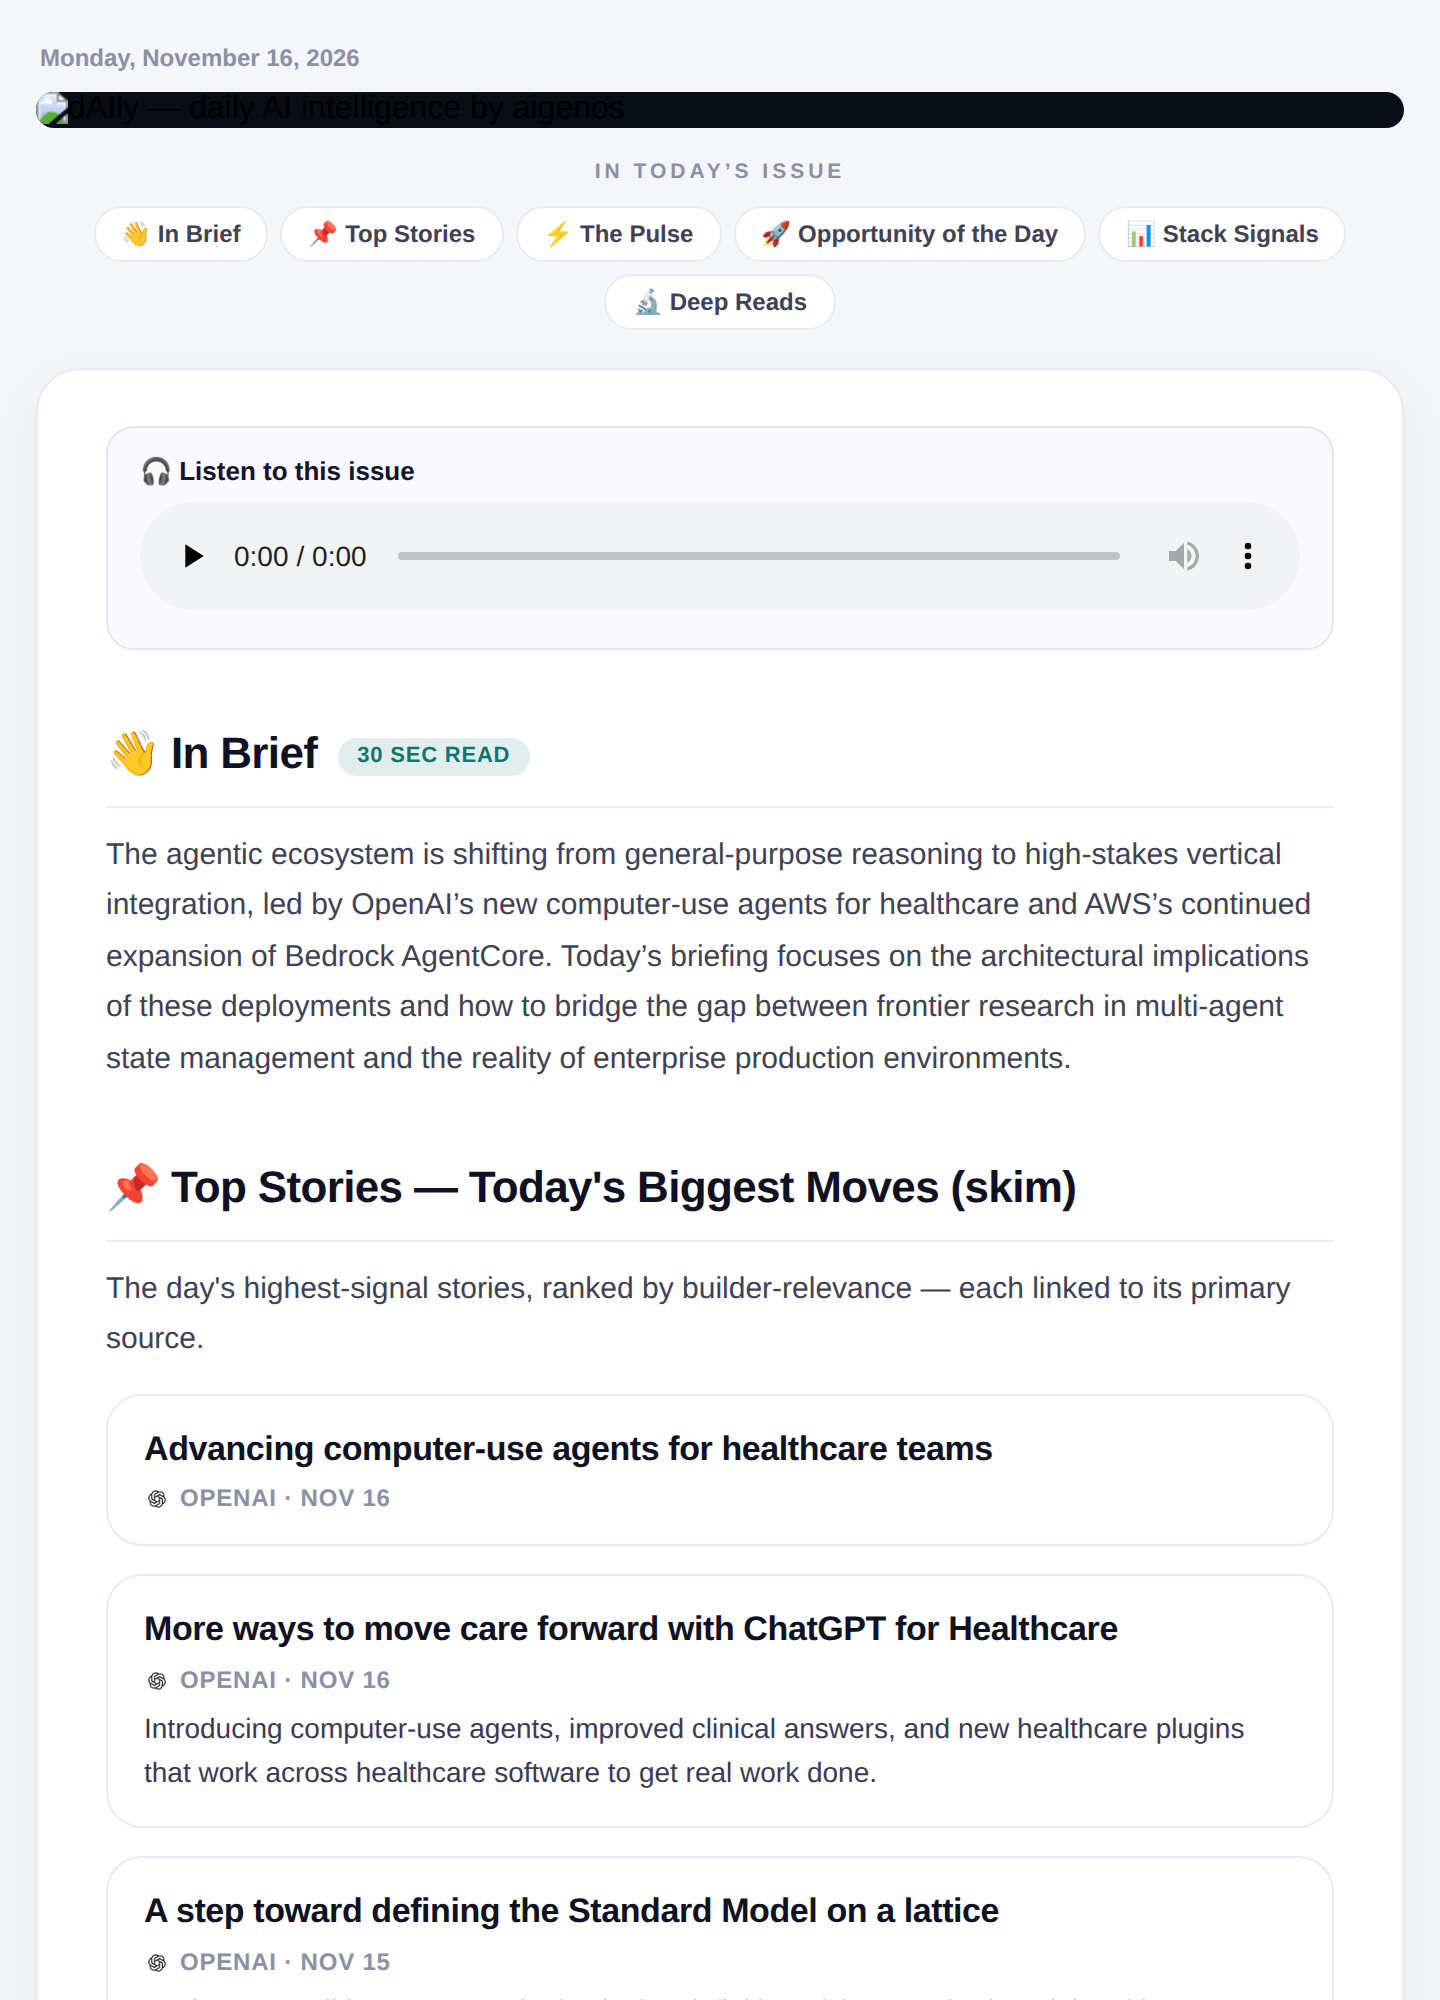 Monday, November 16, 2026
dAIly — daily AI intelligence by aigenos
IN TODAY’S ISSUE
👋 In Brief
📌 Top Stories
⚡ The Pulse
🚀 Opportunity of the Day
📊 Stack Signals
🔬 Deep Reads
🎧 Listen to this issue
0:00 / 0:00
👋 In Brief 30 SEC READ
The agentic ecosystem is shifting from general-purpose reasoning to high-stakes vertical
integration, led by OpenAI’s new computer-use agents for healthcare and AWS’s continued
expansion of Bedrock AgentCore. Today’s briefing focuses on the architectural implications
of these deployments and how to bridge the gap between frontier research in multi-agent
state management and the reality of enterprise production environments.
📌 Top Stories — Today's Biggest Moves (skim)
The day's highest-signal stories, ranked by builder-relevance — each linked to its primary
source.
Advancing computer-use agents for healthcare teams
OPENAI · NOV 16
More ways to move care forward with ChatGPT for Healthcare
OPENAI · NOV 16
Introducing computer-use agents, improved clinical answers, and new healthcare plugins
that work across healthcare software to get real work done.
A step toward defining the Standard Model on a lattice
OPENAI · NOV 15